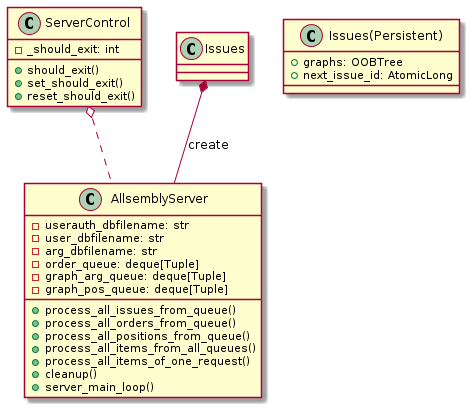 C ServerControl
_should_exit: int
should_exit()
set_should_exit()
reset_should_exit()
C Issues
C Issues(Persistent)
graphs: OOBTree
next_issue_id: AtomicLong
create
C AllsemblyServer
userauth_dbfilename: str
user_dbfilename: str
arg_dbfilename: str
order_queue: deque[Tuple]
graph_arg_queue: deque[Tuple]
graph_pos_queue: deque[Tuple]
process_all_issues_from_queue()
process_all_orders_from_queue()
process_all_positions_from_queue()
process_all_items_from_all_queues()
process_all_items_of_one_request()
cleanup()
server_main_loop()